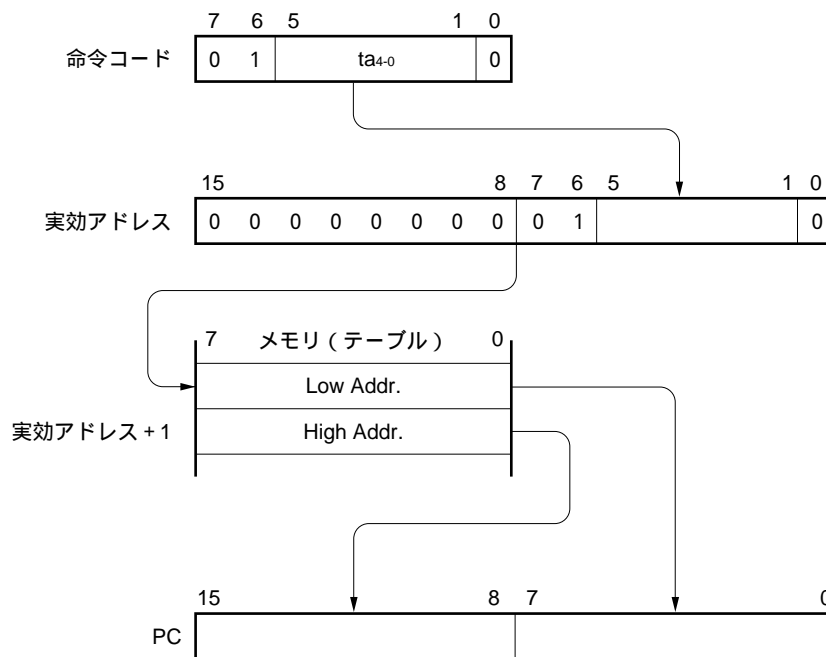 7 6 5 1 0
命令コード 0 1 ta4-0 0
15 8 7 6 5 1 0
実効アドレス 0 0 0 0 0 0 0 0 0 1 0
7 メモリ(テーブル) 0
Low Addr.
実効アドレス+1 High Addr.
15 8 7 0
PC